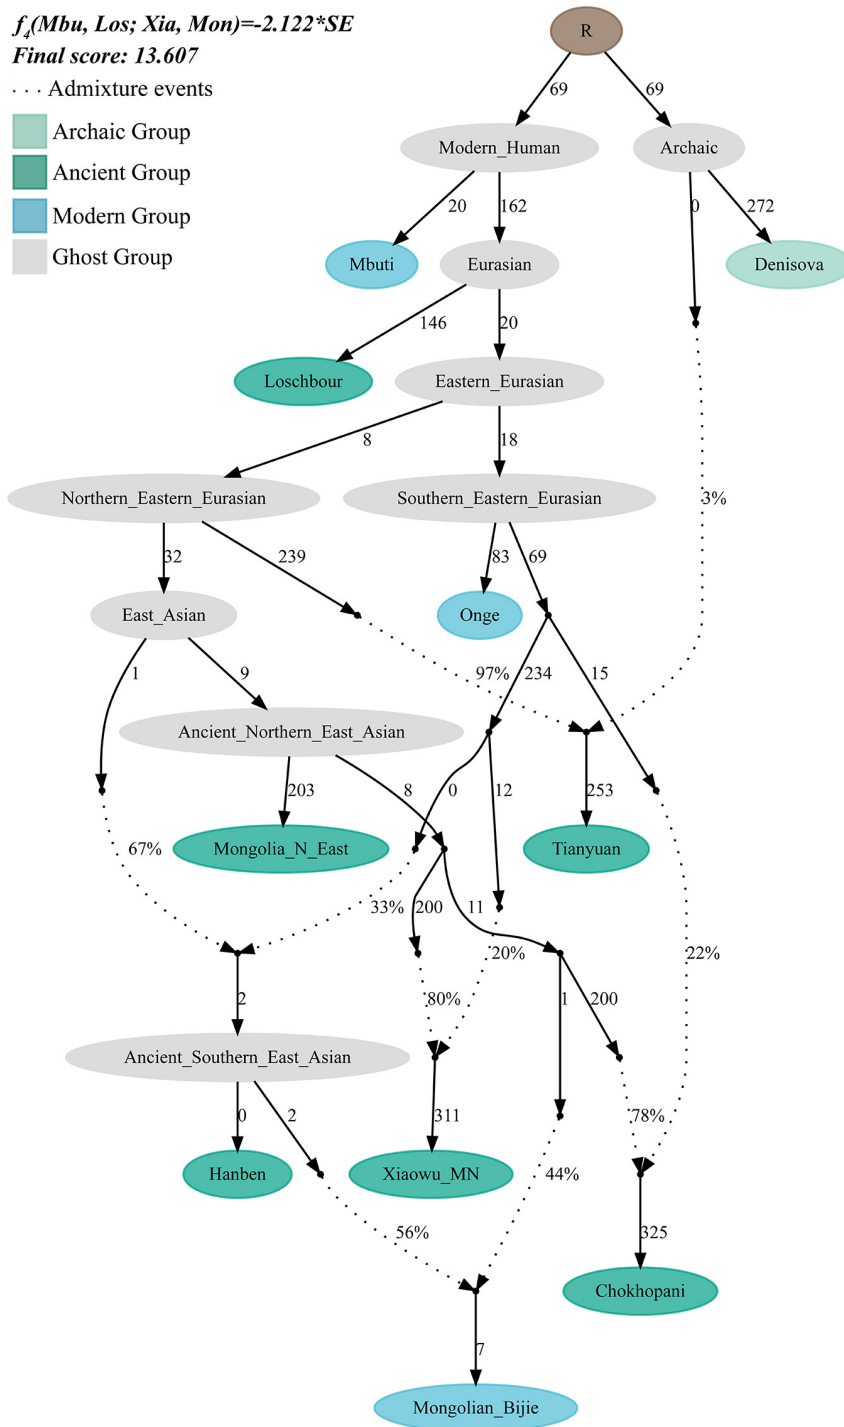 f4(Mbu, Los; Xia, Mon)=-2.122*SE
Final score: 13.607
· · · Admixture events
Archaic Group
Ancient Group
Modern Group
Ghost Group
R
69
69
Modern_Human
Archaic
20
162
0
272
Mbuti
Eurasian
Denisova
146
20
Loschbour
Eastern_Eurasian
8
18
Northern_Eastern_Eurasian
Southern_Eastern_Eurasian
3%
32
239
83
69
East_Asian
Onge
1
9
97%
234
15
Ancient_Northern_East_Asian
203
8
0
12
253
Mongolia_N_East
Tianyuan
67%
33%
200
11
20%
22%
2
80%
1
200
Ancient_Southern_East_Asian
0
2
311
78%
Hanben
Xiaowu_MN
44%
56%
325
Chokhopani
7
Mongolian_Bijie